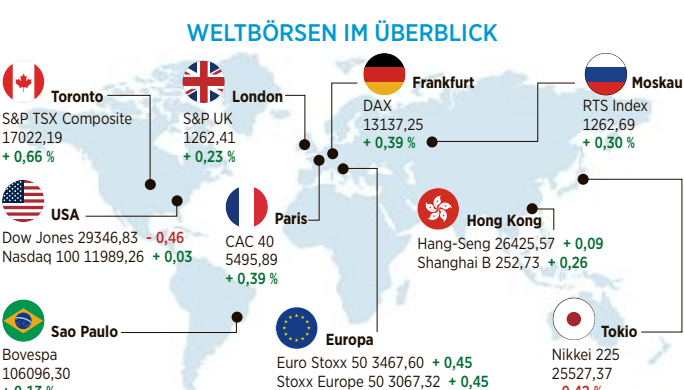 WELTBÖRSEN IM ÜBERBLICK
Toronto
S&P TSX Composite
17022,19
+ 0,66 %
London
S&P UK
1262,41
+ 0,23 %
Frankfurt
DAX
13137,25
+ 0,39 %
Moskau
RTS Index
1262,69
+ 0,30 %
USA
Dow Jones 29346,83 - 0,46
Nasdaq 100 11989,26 + 0,03
Paris
CAC 40
5495,89
+ 0,39 %
Hong Kong
Hang-Seng 26425,57 + 0,09
Shanghai B 252,73 + 0,26
Sao Paulo
Bovespa
106096,30
+ 0,13 %
Europa
Euro Stoxx 50 3467,60 + 0,45
Stoxx Europe 50 3067,32 + 0,45
Tokio
Nikkei 225
25527,37
- 0,42 %